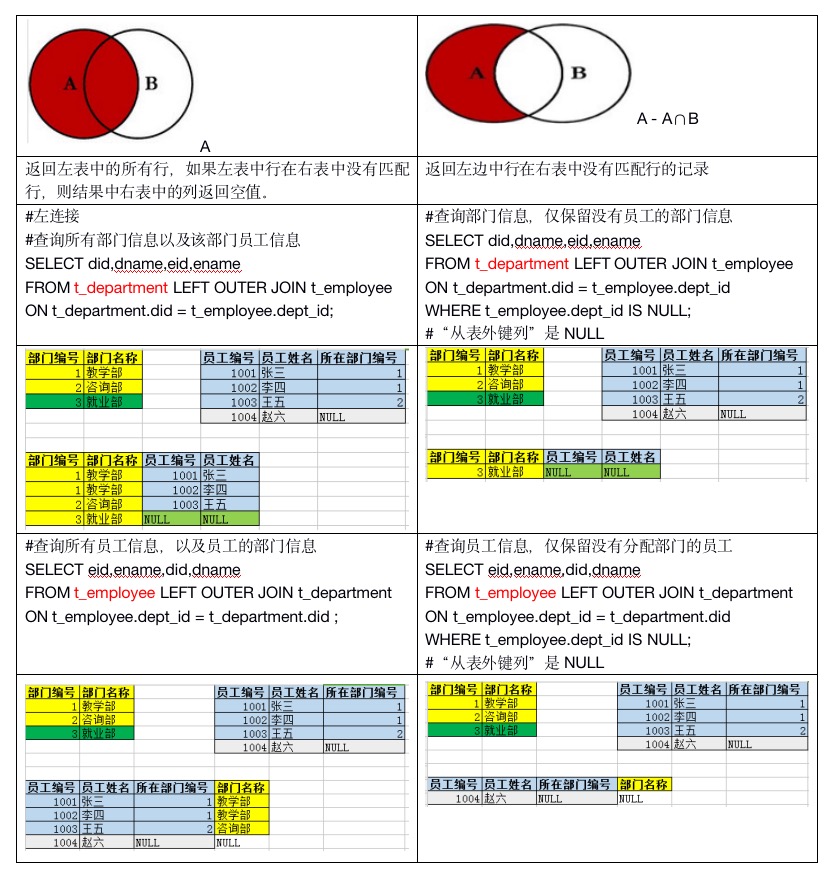 A B
A
A B
A - A∩B
返回左表中的所有行，如果左表中行在右表中没有匹配
行，则结果中右表中的列返回空值。
返回左边中行在右表中没有匹配行的记录
#左连接
#查询所有部门信息以及该部门员工信息
SELECT did,dname,eid,ename
FROM t_department LEFT OUTER JOIN t_employee
ON t_department.did = t_employee.dept_id;
#查询部门信息，仅保留没有员工的部门信息
SELECT did,dname,eid,ename
FROM t_department LEFT OUTER JOIN t_employee
ON t_department.did = t_employee.dept_id
WHERE t_employee.dept_id IS NULL;
#“从表外键列”是 NULL
部门编号 部门名称 员工编号 员工姓名 所在部门编号
1 教学部 1001 张三 1
2 咨询部 1002 李四 1
3 就业部 1003 王五 2
1004 赵六 NULL
部门编号 部门名称 员工编号 员工姓名
1 教学部 1001 张三
1 教学部 1002 李四
2 咨询部 1003 王五
3 就业部 NULL NULL
部门编号 部门名称 员工编号 员工姓名 所在部门编号
1 教学部 1001 张三 1
2 咨询部 1002 李四 1
3 就业部 1003 王五 2
1004 赵六 NULL
部门编号 部门名称 员工编号 员工姓名
3 就业部 NULL NULL
#查询所有员工信息，以及员工的部门信息
SELECT eid,ename,did,dname
FROM t_employee LEFT OUTER JOIN t_department
ON t_employee.dept_id = t_department.did ;
#查询员工信息，仅保留没有分配部门的员工
SELECT eid,ename,did,dname
FROM t_employee LEFT OUTER JOIN t_department
ON t_employee.dept_id = t_department.did
WHERE t_employee.dept_id IS NULL;
#“从表外键列”是 NULL
部门编号 部门名称 员工编号 员工姓名 所在部门编号
1 教学部 1001 张三 1
2 咨询部 1002 李四 1
3 就业部 1003 王五 2
1004 赵六 NULL
员工编号 员工姓名 所在部门编号 部门名称
1001 张三 1 教学部
1002 李四 1 教学部
1003 王五 2 咨询部
1004 赵六 NULL NULL
部门编号 部门名称 员工编号 员工姓名 所在部门编号
1 教学部 1001 张三 1
2 咨询部 1002 李四 1
3 就业部 1003 王五 2
1004 赵六 NULL
员工编号 员工姓名 所在部门编号 部门名称
1004 赵六 NULL NULL